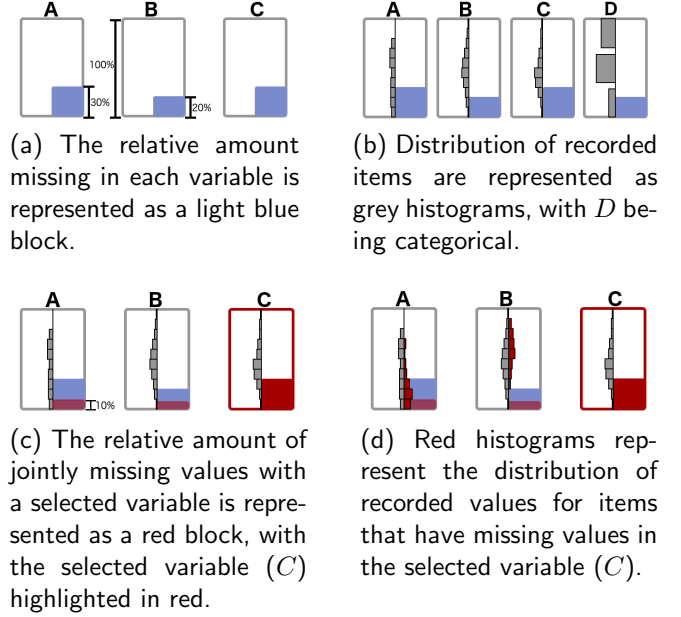 A B C
100%
30%
20%
(a) The relative amount
missing in each variable is
represented as a light blue
block.
A B C D
(b) Distribution of recorded
items are represented as
grey histograms, with D be-
ing categorical.
A B C
10%
(c) The relative amount of
jointly missing values with
a selected variable is repre-
sented as a red block, with
the selected variable (C)
highlighted in red.
A B C
(d) Red histograms rep-
resent the distribution of
recorded values for items
that have missing values in
the selected variable (C).